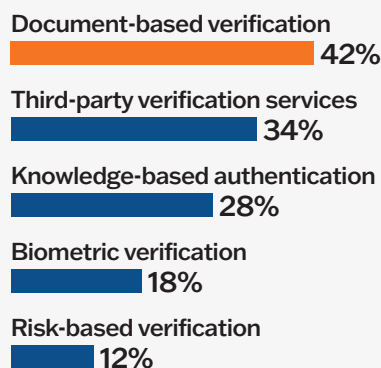 Document-based verification
42%
Third-party verification services
34%
Knowledge-based authentication
28%
Biometric verification
18%
Risk-based verification
12%